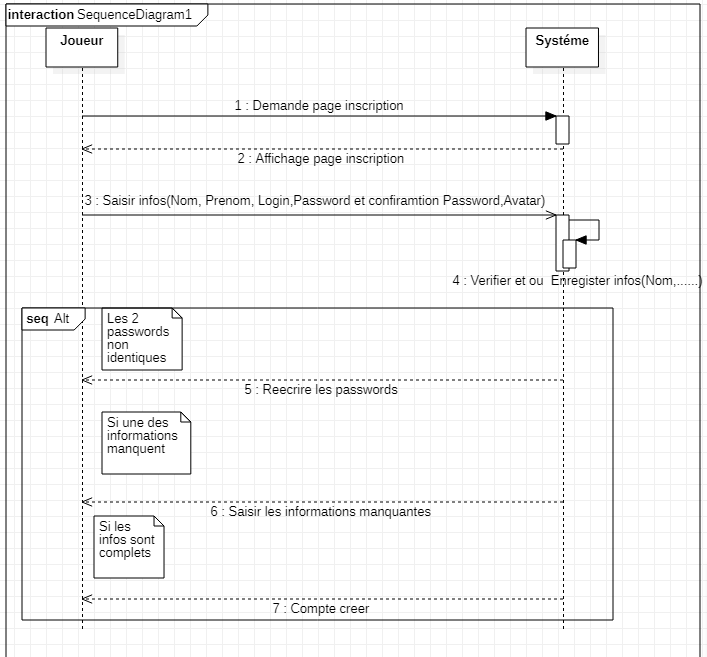 interaction SequenceDiagram1
Joueur
Systéme
1 : Demande page inscription
2 : Affichage page inscription
3 : Saisir infos(Nom, Prenom, Login,Password et confiramtion Password,Avatar)
4 : Verifier et ou Enregister infos(Nom,......)
seq Alt
Les 2
passwords
non
identiques
5 : Reecrire les passwords
Si une des
informations
manquent
6 : Saisir les informations manquantes
Si les
infos sont
complets
7 : Compte creer